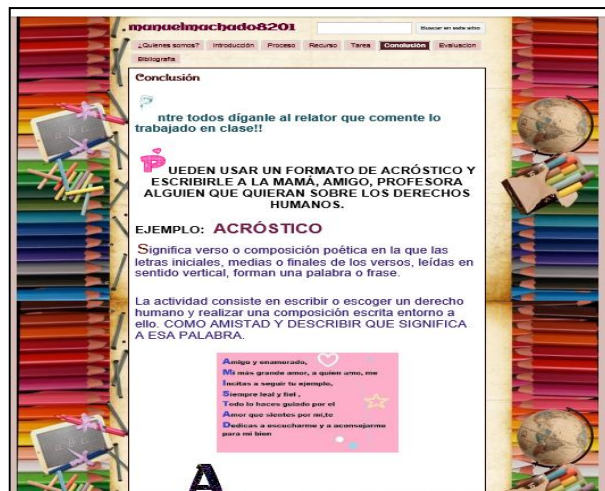 manuelmachado8201
Buscar en este sitio
¿Quienes somos? Introducción Proceso Recurso Tarea Conclusión Evaluacion
Bibliografia
Conclusión
ntre todos díganle al relator que comente lo
trabajado en clase!!
PUEDEN USAR UN FORMATO DE ACRÓSTICO Y
ESCRIBIRLE A LA MAMÁ, AMIGO, PROFESORA
ALGUIEN QUE QUIERAN SOBRE LOS DERECHOS
HUMANOS.
EJEMPLO: ACRÓSTICO
Significa verso o composición poética en la que las
letras iniciales, medias o finales de los versos, leídas en
sentido vertical, forman una palabra o frase.
La actividad consiste en escribir o escoger un derecho
humano y realizar una composición escrita entorno a
ello. COMO AMISTAD Y DESCRIBIR QUE SIGNIFICA
A ESA PALABRA.
Amigo y enamorado,
Mi más grande amor, a quien amo, me
Incitas a seguir tu ejemplo,
Siempre leal y fiel ,
Todo lo haces guiado por el
Amor que sientes por mi,te
Dedicas a escucharme y a aconsejarme
para mi bien
A